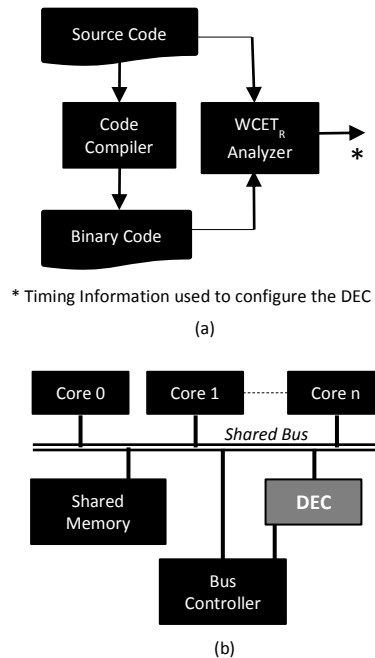 Source Code
Code
Compiler
WCET_R
Analyzer
*
Binary Code
* Timing Information used to configure the DEC
(a)
Core 0 Core 1 Core n
Shared Bus
Shared
Memory
DEC
Bus
Controller
(b)